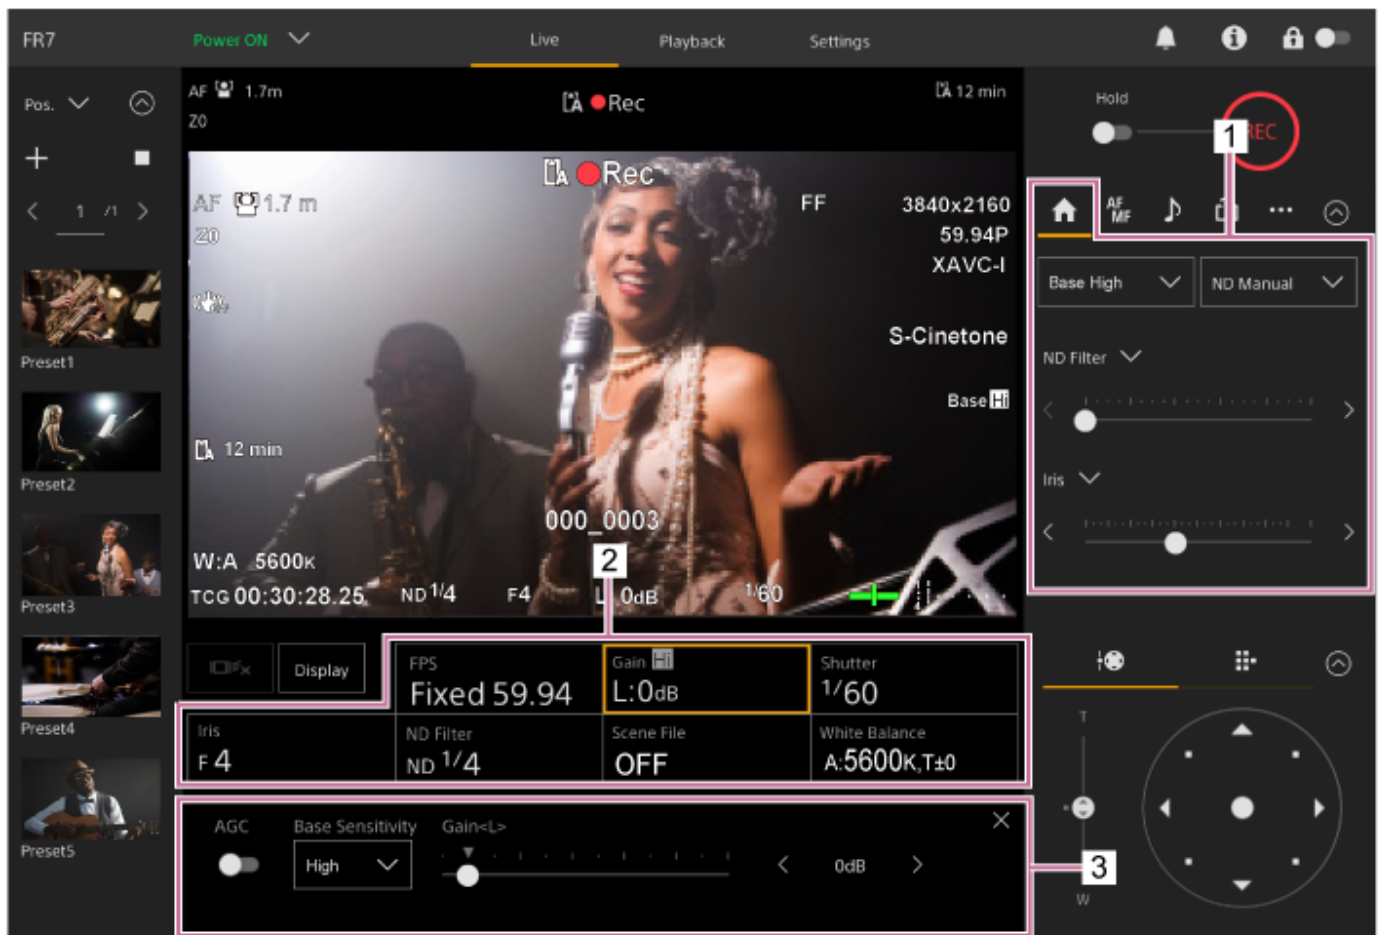 FR7
Power ON
Live
Playback
Settings
Pos.
1 /1
Preset1
Preset2
Preset3
Preset4
Preset5
AF 1.7m
Z0
A Rec
A 12 min
A Rec
AF 1.7 m
Z0
FF 3840x2160
59.94P
XAVC-I
S-Cinetone
Base Hi
A 12 min
000_0003
W:A 5600K
TCG 00:30:28.25 ND 1/4 F4 L 0dB 1/60
2
Display
FPS
Fixed 59.94
Gain Hi
L:0dB
Shutter
1/60
Iris
F 4
ND Filter
ND 1/4
Scene File
OFF
White Balance
A:5600K,T±0
AGC
Base Sensitivity
High
Gain<L>
0dB
3
Hold
REC
1
AF
MF
Base High
ND Manual
ND Filter
Iris
T
W